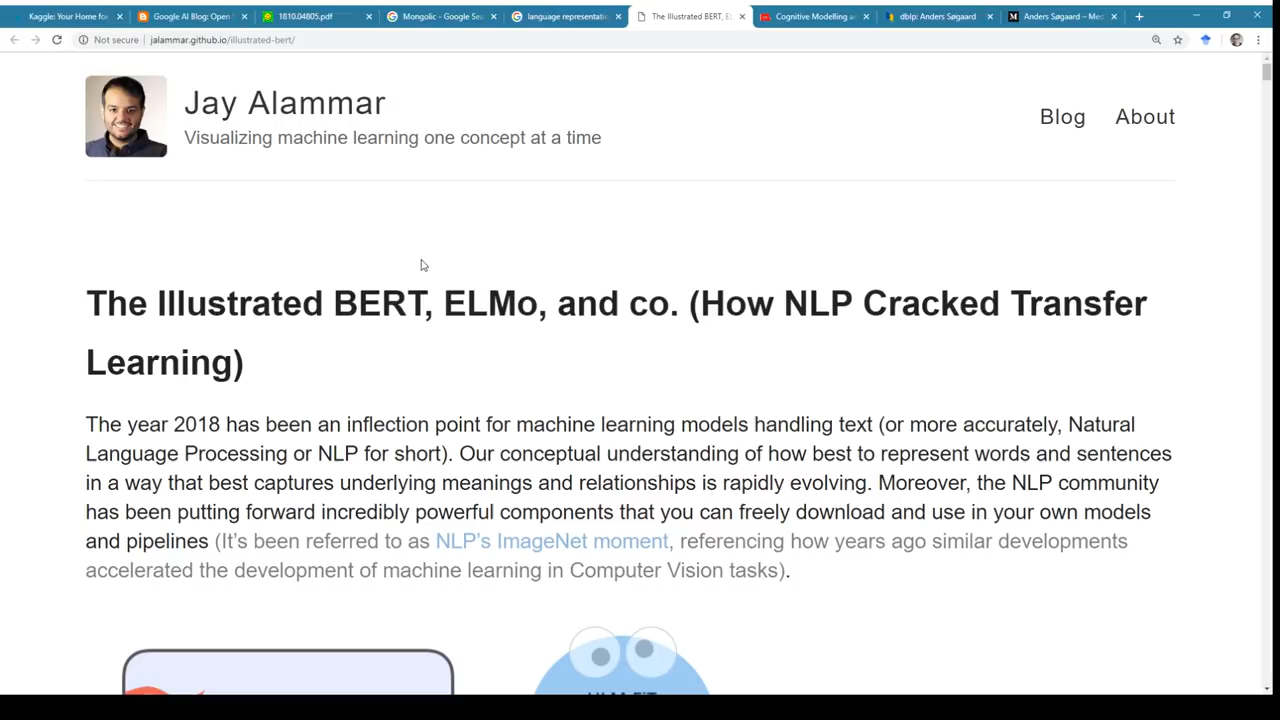 Kaggle: Your Home fo
Google AI Blog: Open S
1810.04805.pdf
Mongolic - Google Sea
language representatio
The Illustrated BERT, EL
Cognitive Modelling an
dblp: Anders Søgaard
Anders Søgaard – Med
Not secure
jalammar.github.io/illustrated-bert/
Jay Alammar
Visualizing machine learning one concept at a time
Blog
About
The Illustrated BERT, ELMo, and co. (How NLP Cracked Transfer
Learning)
The year 2018 has been an inflection point for machine learning models handling text (or more accurately, Natural
Language Processing or NLP for short). Our conceptual understanding of how best to represent words and sentences
in a way that best captures underlying meanings and relationships is rapidly evolving. Moreover, the NLP community
has been putting forward incredibly powerful components that you can freely download and use in your own models
and pipelines (It's been referred to as NLP's ImageNet moment, referencing how years ago similar developments
accelerated the development of machine learning in Computer Vision tasks).